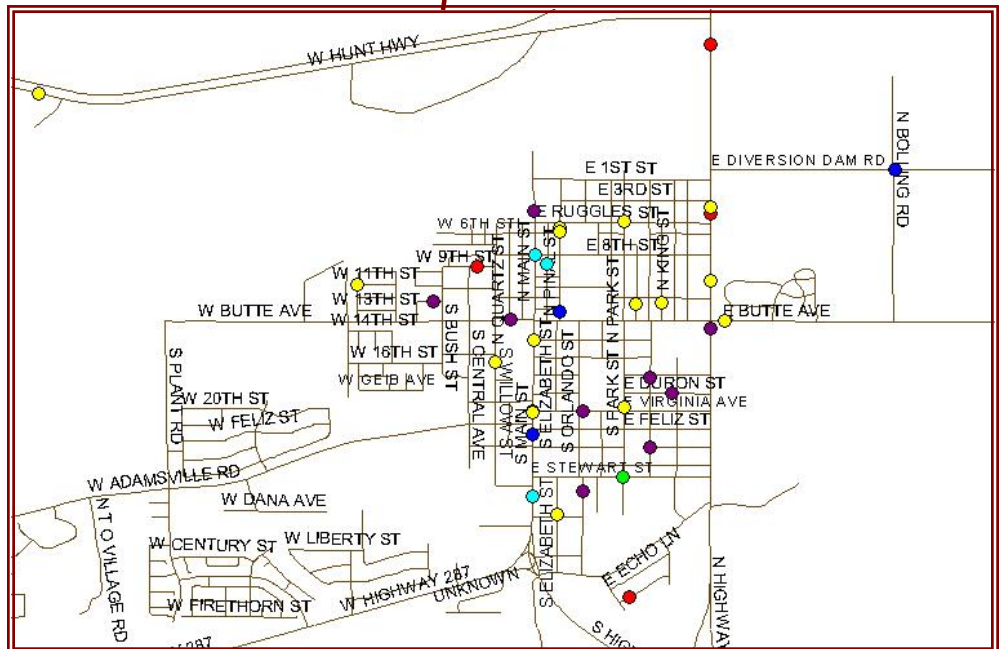 W HUNT HWY
N BOLLING RD
E DIVERSION DAM RD
E 1ST ST
E 3RD ST
E RUGGLES ST
W 6TH ST
E 8TH ST
W 9TH ST
N QUARTZ ST
N MAIN ST
N PINAL ST
N PARK ST
N KING ST
W 11TH ST
W 13TH ST
W 14TH ST
W BUTTE AVE
E BUTTE AVE
S PLANT RD
W 16TH ST
W GEIB AVE
S BUSH ST
S CENTRAL AVE
S WILLOW ST
S MAIN ST
S ELIZABETH ST
S ORLANDO ST
S PARK ST
E DURON ST
E VIRGINIA AVE
E FELIZ ST
W 20TH ST
W FELIZ ST
W ADAMSVILLE RD
E STEWART ST
W DANA AVE
N T O VILLAGE RD
W CENTURY ST
W LIBERTY ST
W FIRETHORN ST
W HIGHWAY 287
UNKNOWN
S ELIZABETH ST
E ECHO LN
N HIGHWAY
S HIG
287